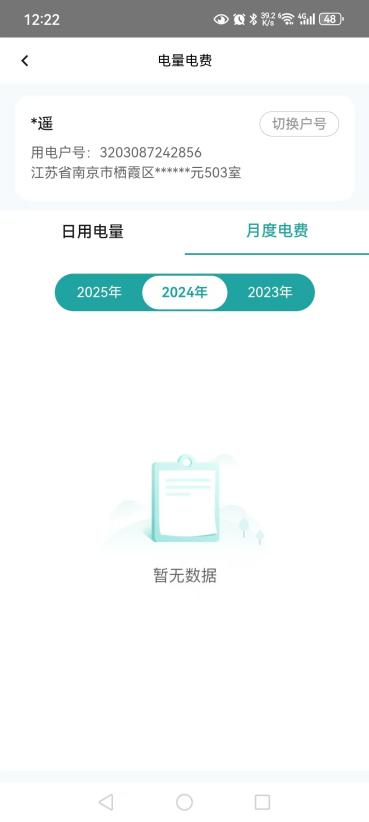 12:22
39.2 K/s 6 4G 48
电量电费
*遥
切换户号
用电户号：3203087242856
江苏省南京市栖霞区******元503室
日用电量
月度电费
2025年
2024年
2023年
暂无数据